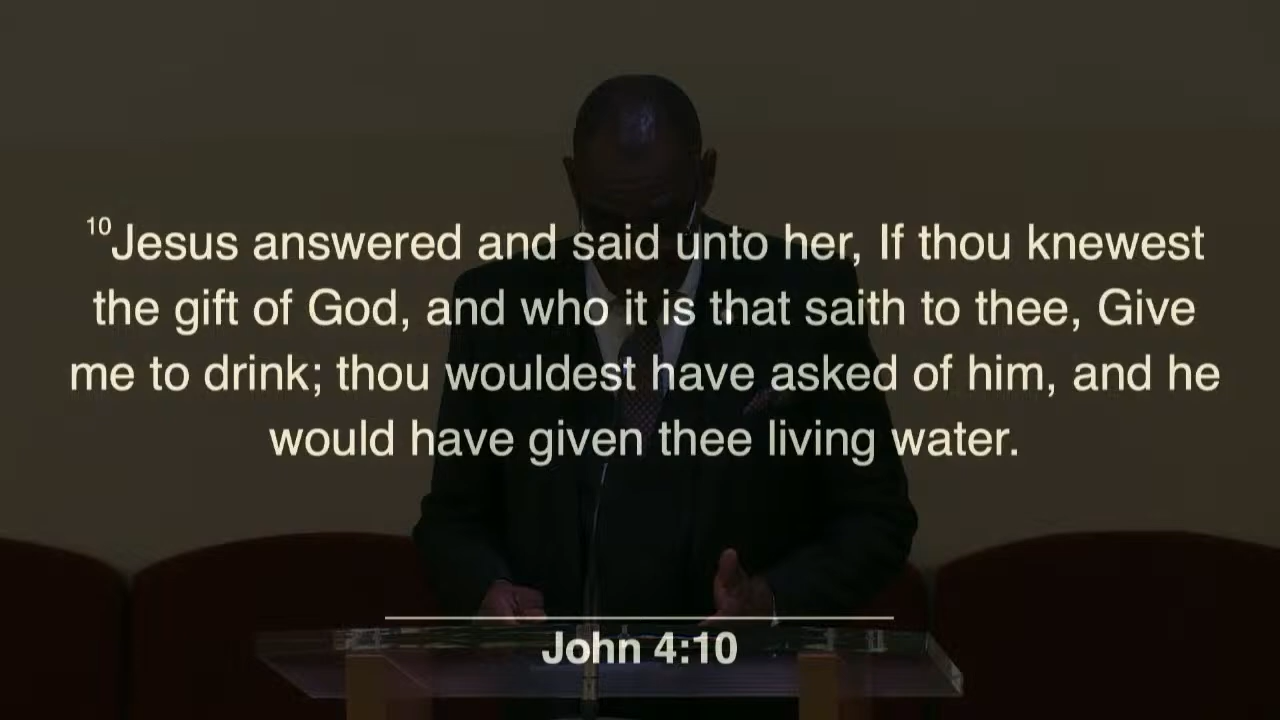 10Jesus answered and said unto her, If thou knewest
the gift of God, and who it is that saith to thee, Give
me to drink; thou wouldest have asked of him, and he
would have given thee living water.
John 4:10